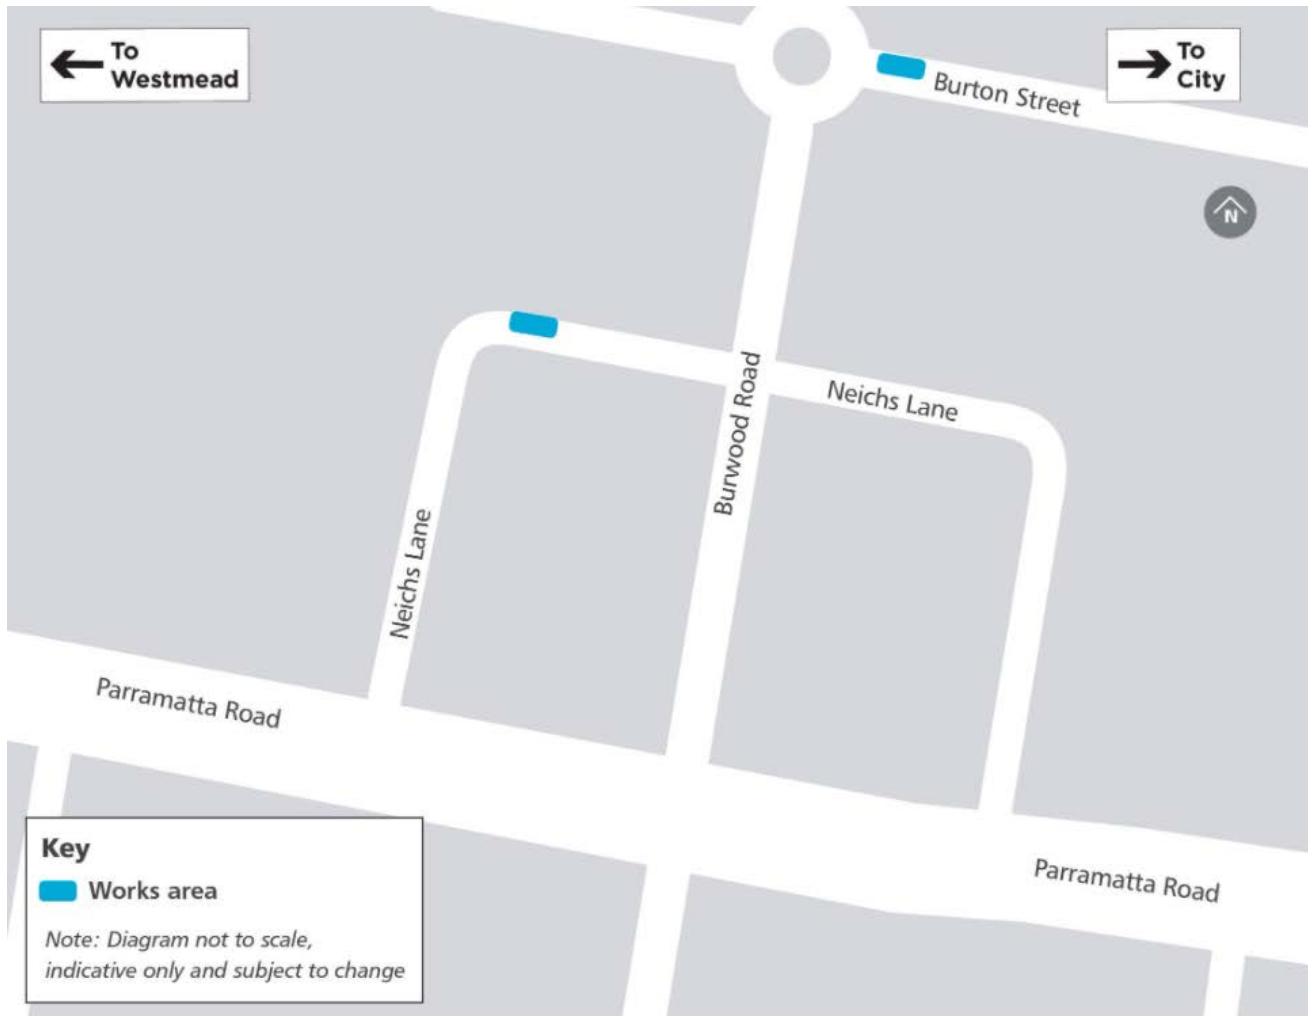 To
Westmead
To
City
Burton Street
N
Neichs Lane
Burwood Road
Neichs Lane
Parramatta Road
Parramatta Road
Key
Works area
Note: Diagram not to scale,
indicative only and subject to change